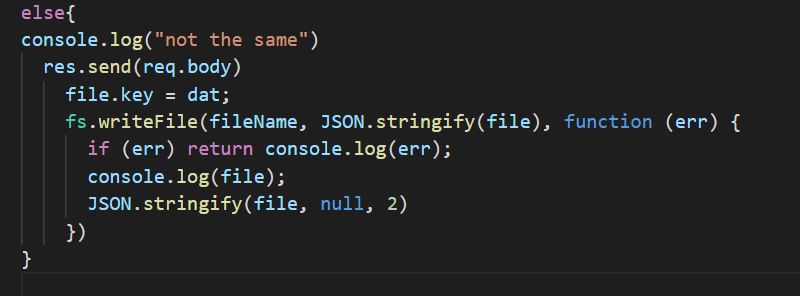 else{
console.log("not the same")
res.send(req.body)
file.key = dat;
fs.writeFile(fileName, JSON.stringify(file), function (err) {
if (err) return console.log(err);
console.log(file);
JSON.stringify(file, null, 2)
})
}